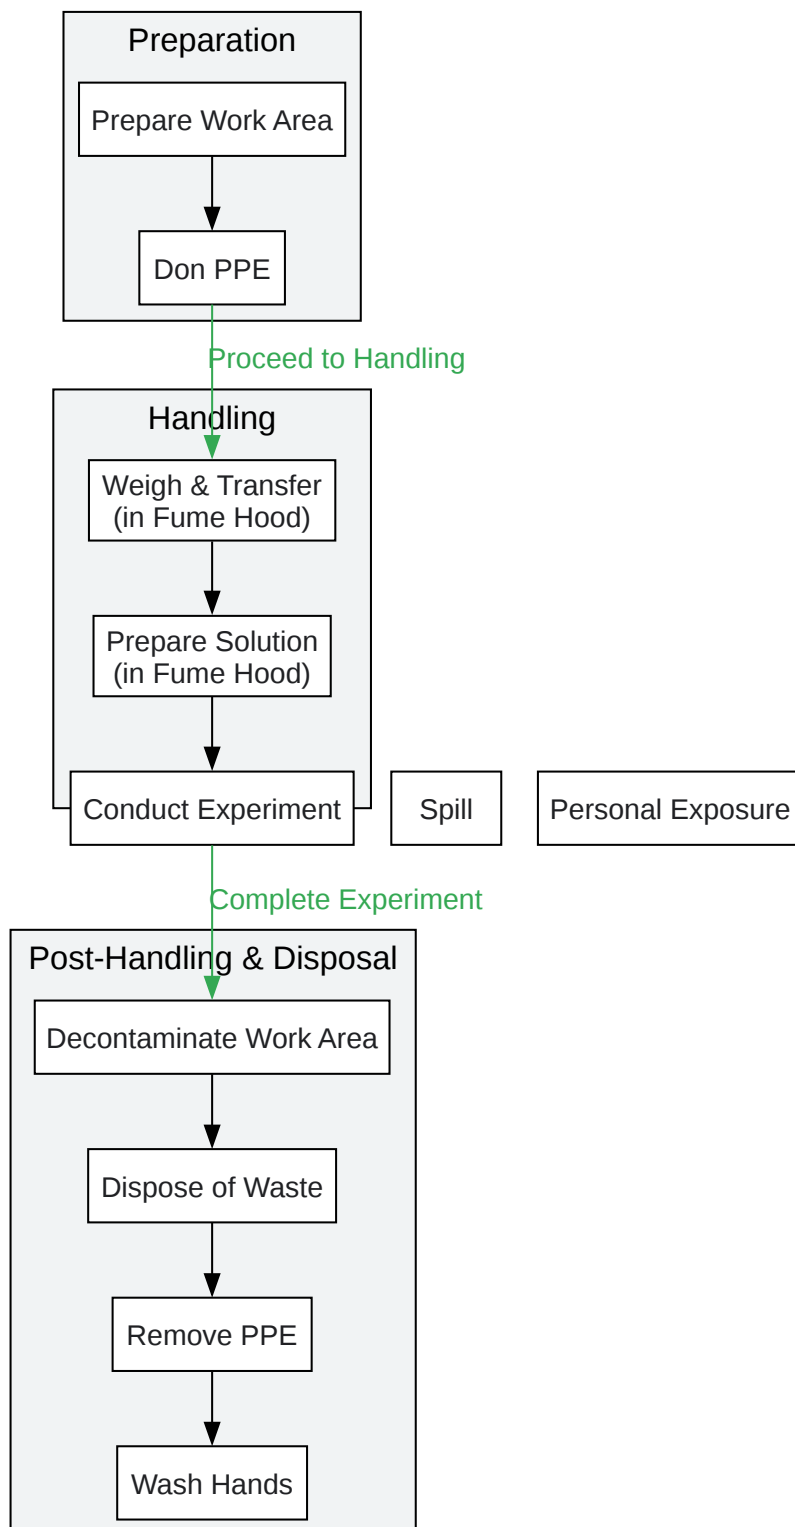 Preparation
Prepare Work Area
Don PPE
Proceed to Handling
Handling
Weigh & Transfer
(in Fume Hood)
Prepare Solution
(in Fume Hood)
Conduct Experiment
Spill
Personal Exposure
Complete Experiment
Post-Handling & Disposal
Decontaminate Work Area
Dispose of Waste
Remove PPE
Wash Hands